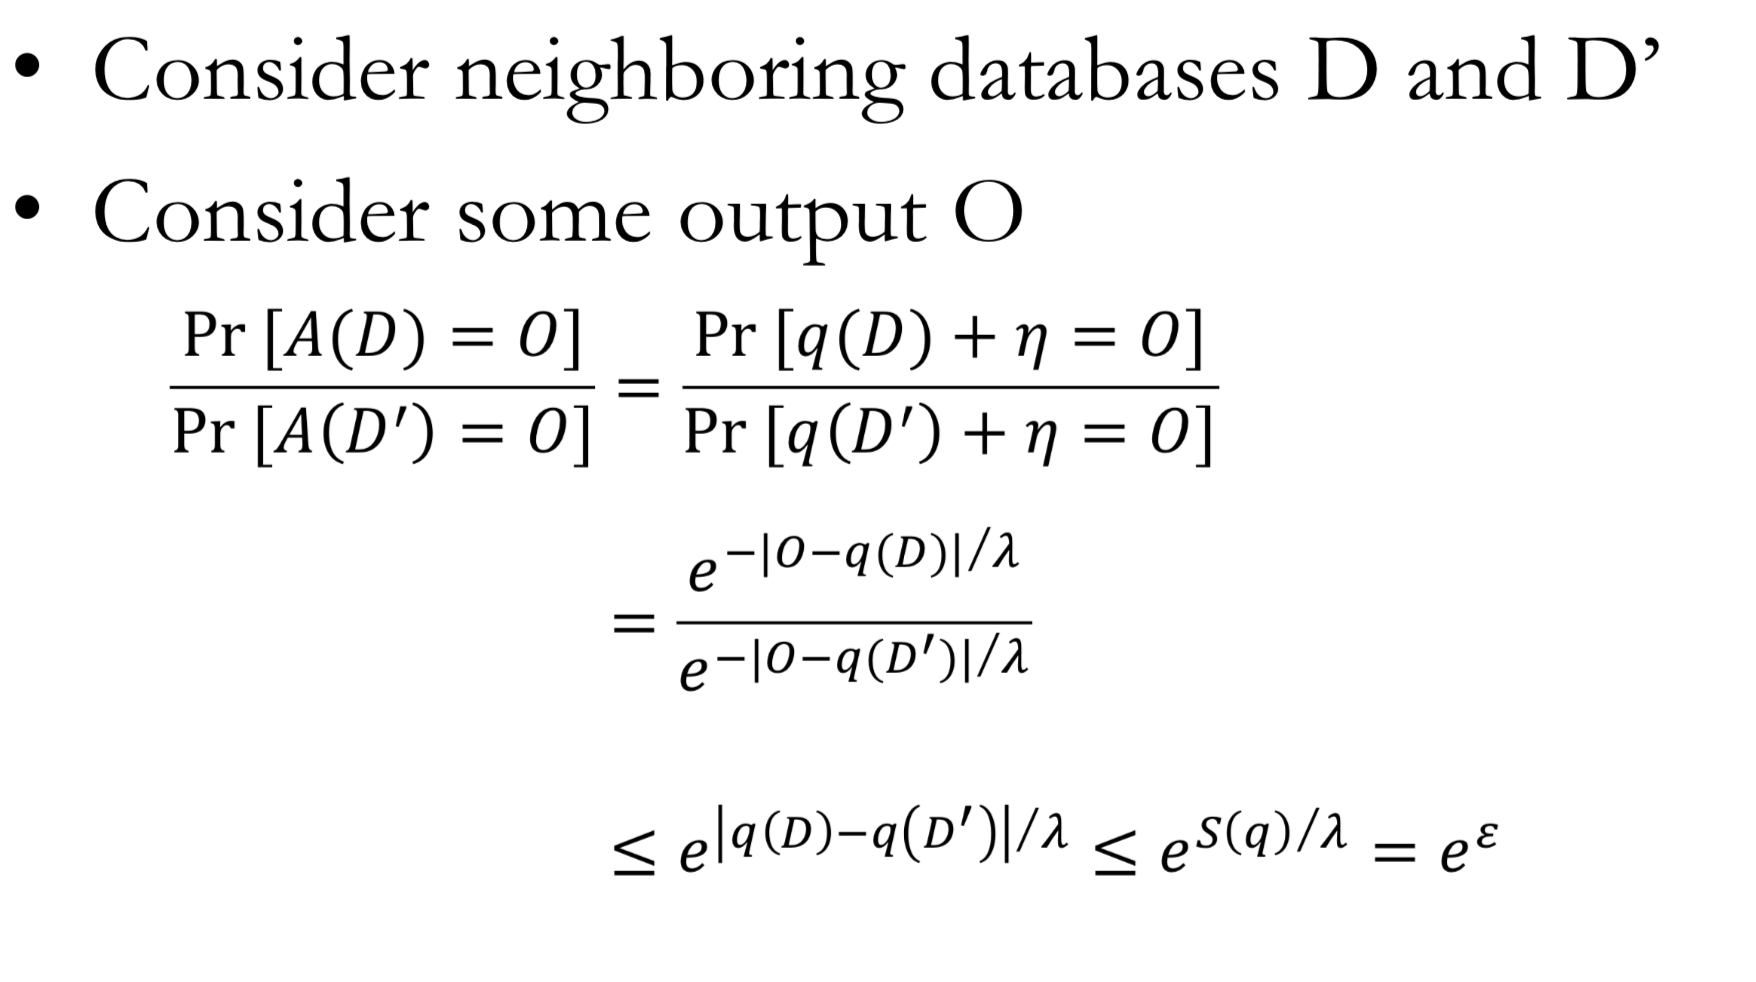 • Consider neighboring databases D and D’
• Consider some output O
Pr [A(D) = O] / Pr [A(D′) = O] = Pr [q(D) + η = O] / Pr [q(D′) + η = O]
= e^{−|O−q(D)|/λ} / e^{−|O−q(D′)|/λ}
≤ e^{|q(D)−q(D′)|/λ} ≤ e^{S(q)/λ} = e^ε